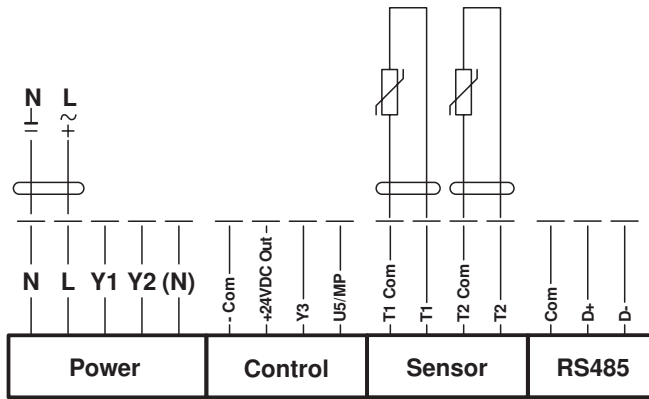 N L
N L Y1 Y2 (N)
- Com
+24VDC Out
Y3
U5/MP
T1 Com
T1
T2 Com
T2
Com
D+
D-
Power Control Sensor RS485